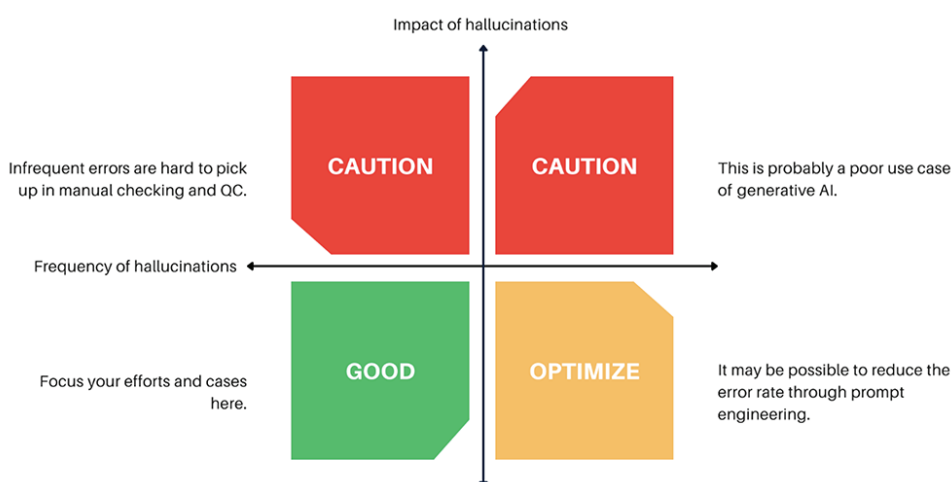 Impact of hallucinations
Infrequent errors are hard to pick
up in manual checking and QC.
CAUTION
CAUTION
This is probably a poor use case
of generative AI.
Frequency of hallucinations
Focus your efforts and cases
here.
GOOD
OPTIMIZE
It may be possible to reduce the
error rate through prompt
engineering.